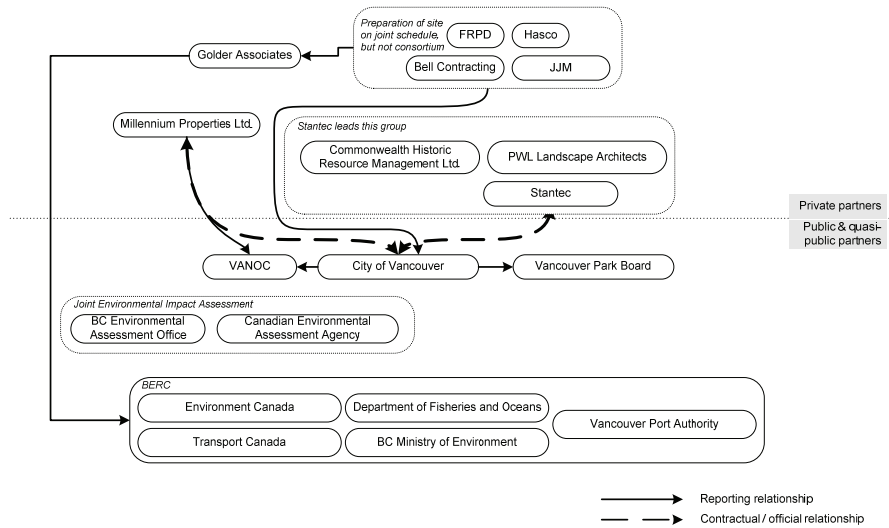 Preparation of site
on joint schedule,
but not consortium
FRPD
Hasco
Bell Contracting
JJM
Golder Associates
Millennium Properties Ltd.
Stantec leads this group
Commonwealth Historic
Resource Management Ltd.
PWL Landscape Architects
Stantec
Private partners
Public & quasi-
public partners
VANOC
City of Vancouver
Vancouver Park Board
Joint Environmental Impact Assessment
BC Environmental
Assessment Office
Canadian Environmental
Assessment Agency
BERC
Environment Canada
Department of Fisheries and Oceans
Vancouver Port Authority
Transport Canada
BC Ministry of Environment
Reporting relationship
Contractual / official relationship